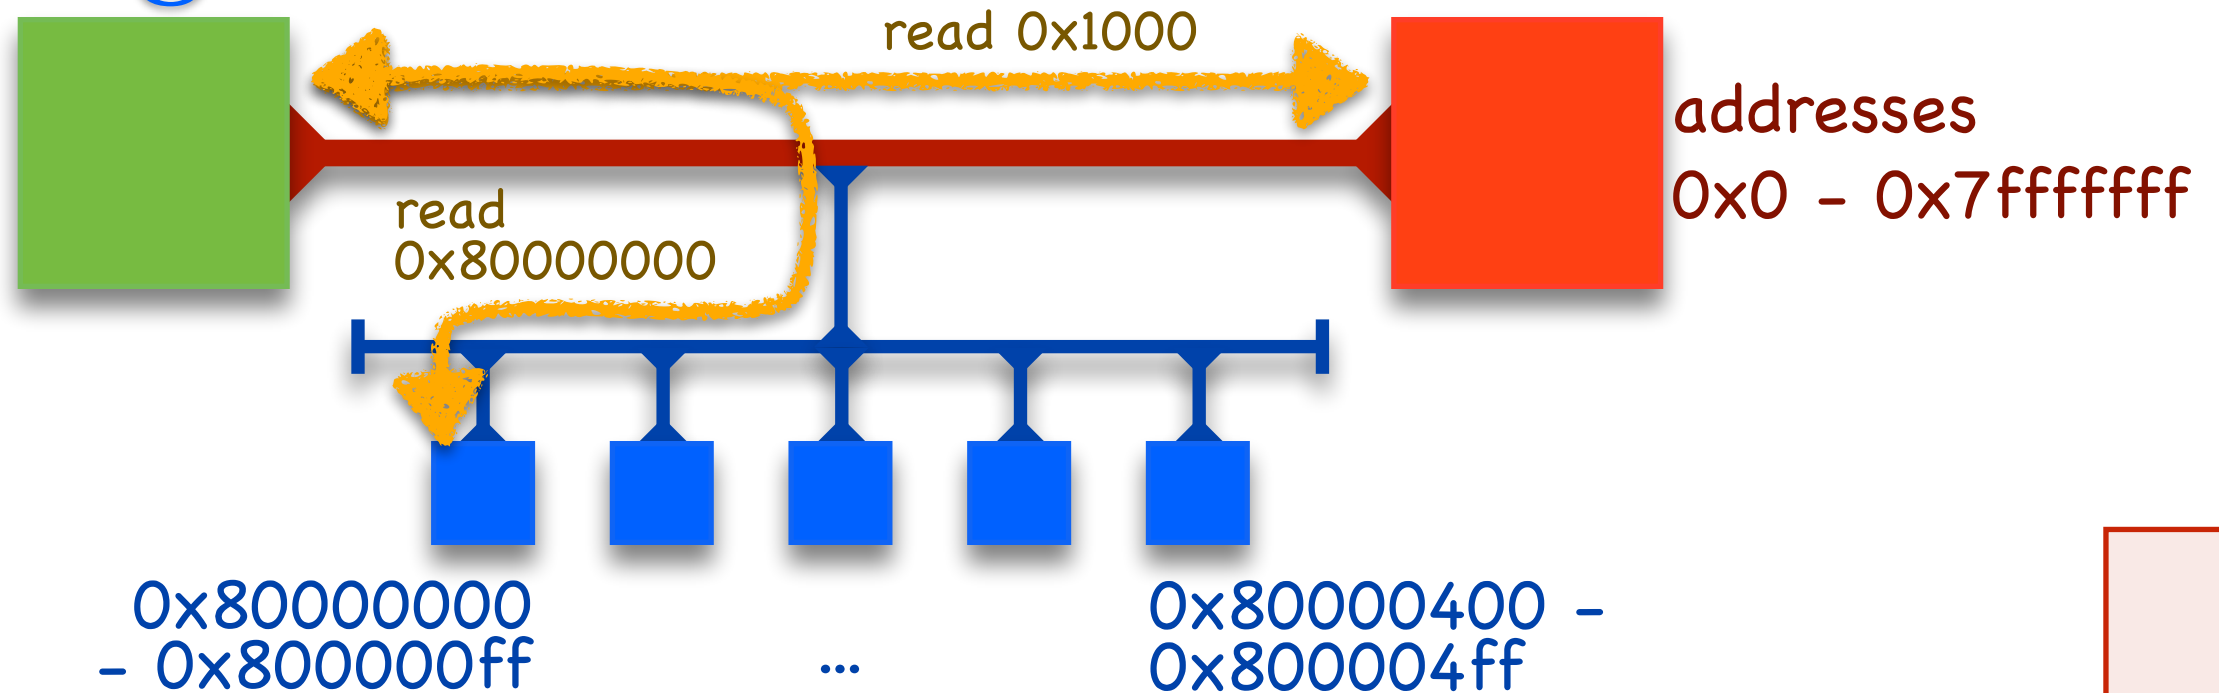 read 0x1000
addresses
0x0 - 0x7fffffff
read
0x80000000
0x80000000
- 0x800000ff
...
0x80000400 -
0x800004ff